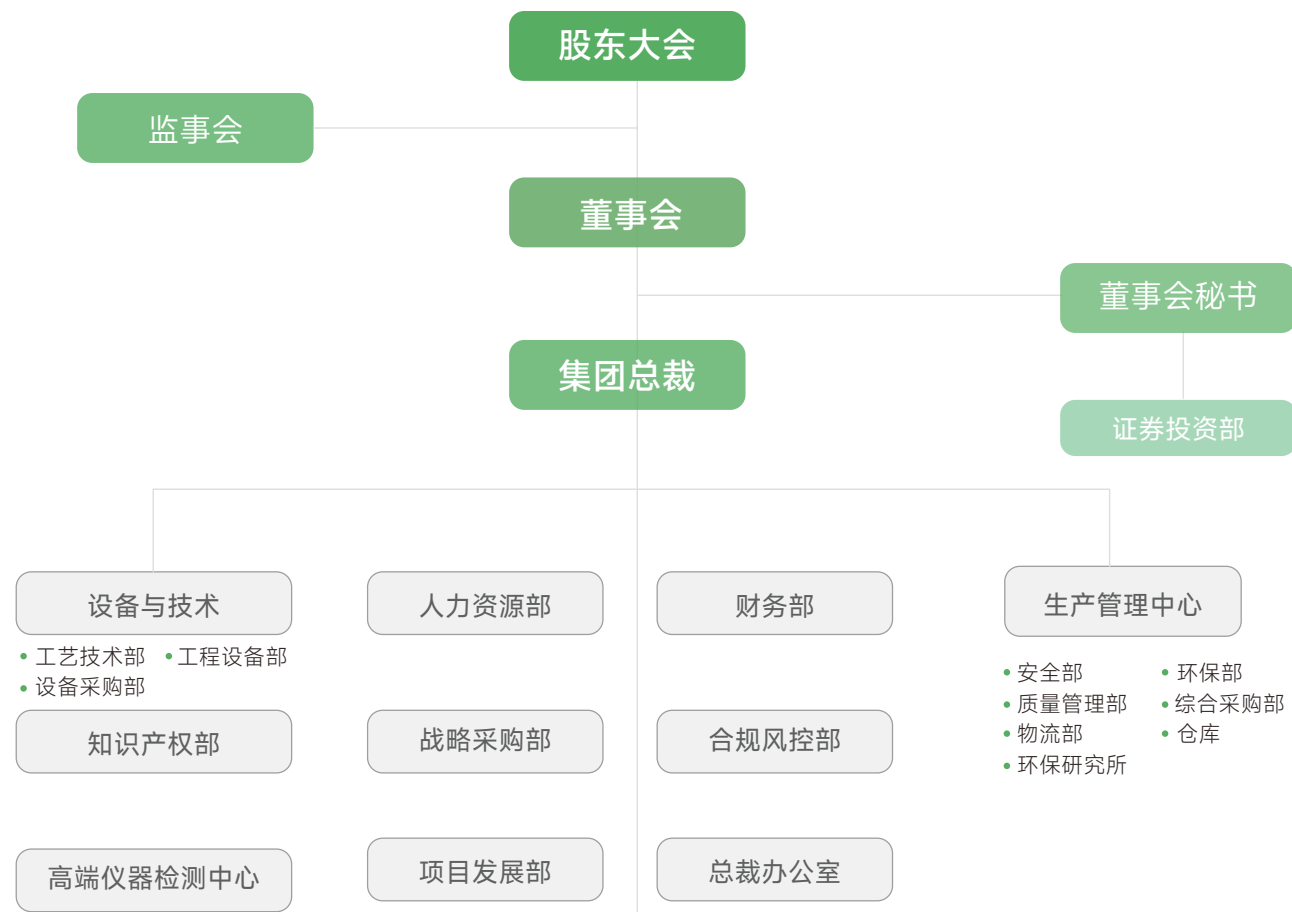 股东大会
监事会
董事会
董事会秘书
集团总裁
证券投资部
设备与技术
• 工艺技术部 • 工程设备部
• 设备采购部
人力资源部
财务部
生产管理中心
• 安全部 • 环保部
• 质量管理部 • 综合采购部
• 物流部 • 仓库
• 环保研究所
知识产权部
战略采购部
合规风控部
高端仪器检测中心
项目发展部
总裁办公室